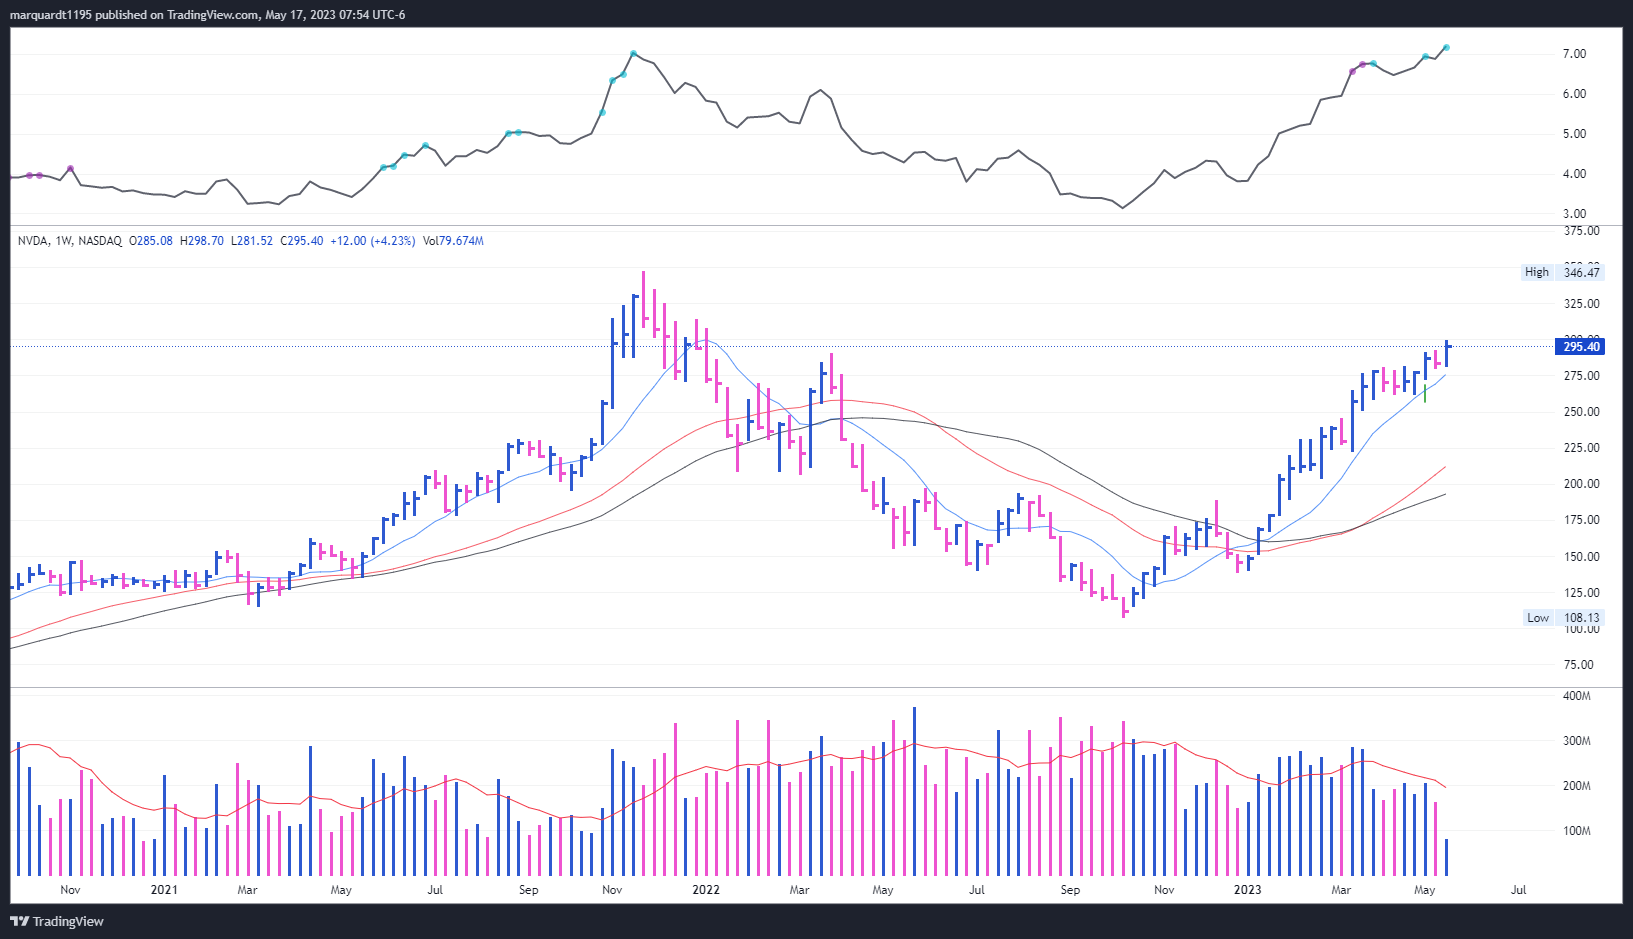 marquardt1195 published on TradingView.com, May 17, 2023 07:54 UTC-6
7.00
6.00
5.00
4.00
3.00
NVDA, 1W, NASDAQ O285.08 H298.70 L281.52 C295.40 +12.00 (+4.23%) Vol79.674M
375.00
High 346.47
325.00
295.40
275.00
250.00
225.00
200.00
175.00
150.00
125.00
Low 108.13
100.00
75.00
400M
300M
200M
100M
Nov 2021 Mar May Jul Sep Nov 2022 Mar May Jul Sep Nov 2023 Mar May Jul
TradingView